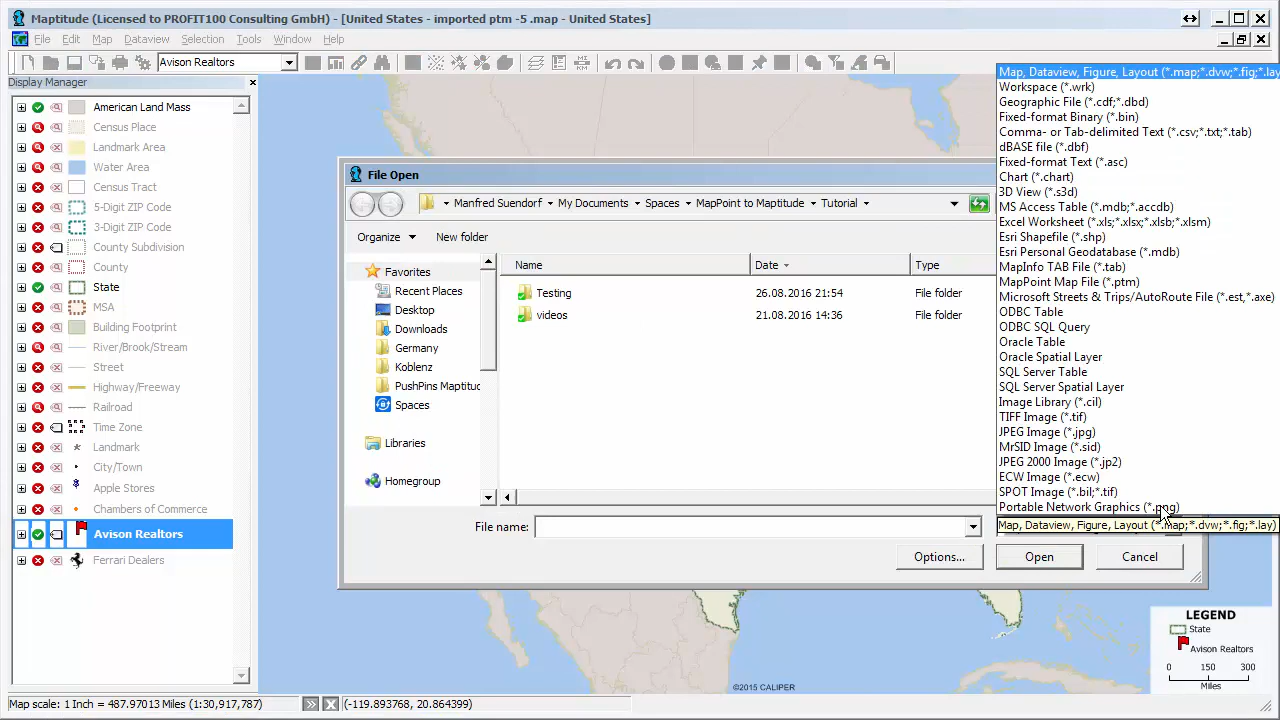 Maptitude (Licensed to PROFIT100 Consulting GmbH) - [United States - imported ptm -5 .map - United States]
File Edit Map Dataview Selection Tools Window Help
Avison Realtors
Display Manager
American Land Mass
Census Place
Landmark Area
Water Area
Census Tract
5-Digit ZIP Code
3-Digit ZIP Code
County Subdivision
County
State
MSA
Building Footprint
River/Brook/Stream
Street
Highway/Freeway
Railroad
Time Zone
Landmark
City/Town
Apple Stores
Chambers of Commerce
Avison Realtors
Ferrari Dealers
File Open
Manfred Suendorf My Documents Spaces MapPoint to Maptitude Tutorial
Organize New folder
Favorites
Recent Places
Desktop
Downloads
Germany
Koblenz
PushPins Maptitud
Spaces
Libraries
Homegroup
Name Date Type
Testing 26.08.2016 21:54 File folder
videos 21.08.2016 14:36 File folder
File name:
Options... Open Cancel
Map, Dataview, Figure, Layout (*.map;*.dvw;*.fig;*.lay
Workspace (*.wrk)
Geographic File (*.cdf;*.dbd)
Fixed-format Binary (*.bin)
Comma- or Tab-delimited Text (*.csv;*.txt;*.tab)
dBASE file (*.dbf)
Fixed-format Text (*.asc)
Chart (*.chart)
3D View (*.s3d)
MS Access Table (*.mdb;*.accdb)
Excel Worksheet (*.xls;*.xlsx;*.xlsb;*.xlsm)
Esri Shapefile (*.shp)
Esri Personal Geodatabase (*.mdb)
MapInfo TAB File (*.tab)
MapPoint Map File (*.ptm)
Microsoft Streets & Trips/AutoRoute File (*.est,*.axe)
ODBC Table
ODBC SQL Query
Oracle Table
Oracle Spatial Layer
SQL Server Table
SQL Server Spatial Layer
Image Library (*.cil)
TIFF Image (*.tif)
JPEG Image (*.jpg)
MrSID Image (*.sid)
JPEG 2000 Image (*.jp2)
ECW Image (*.ecw)
SPOT Image (*.bil;*.tif)
Portable Network Graphics (*.png)
Map, Dataview, Figure, Layout (*.map;*.dvw;*.fig;*.lay)
LEGEND
State
Avison Realtors
0 150 300
Miles
©2015 CALIPER
Map scale: 1 Inch = 487.97013 Miles (1:30,917,787) (-119.893768, 20.864399)